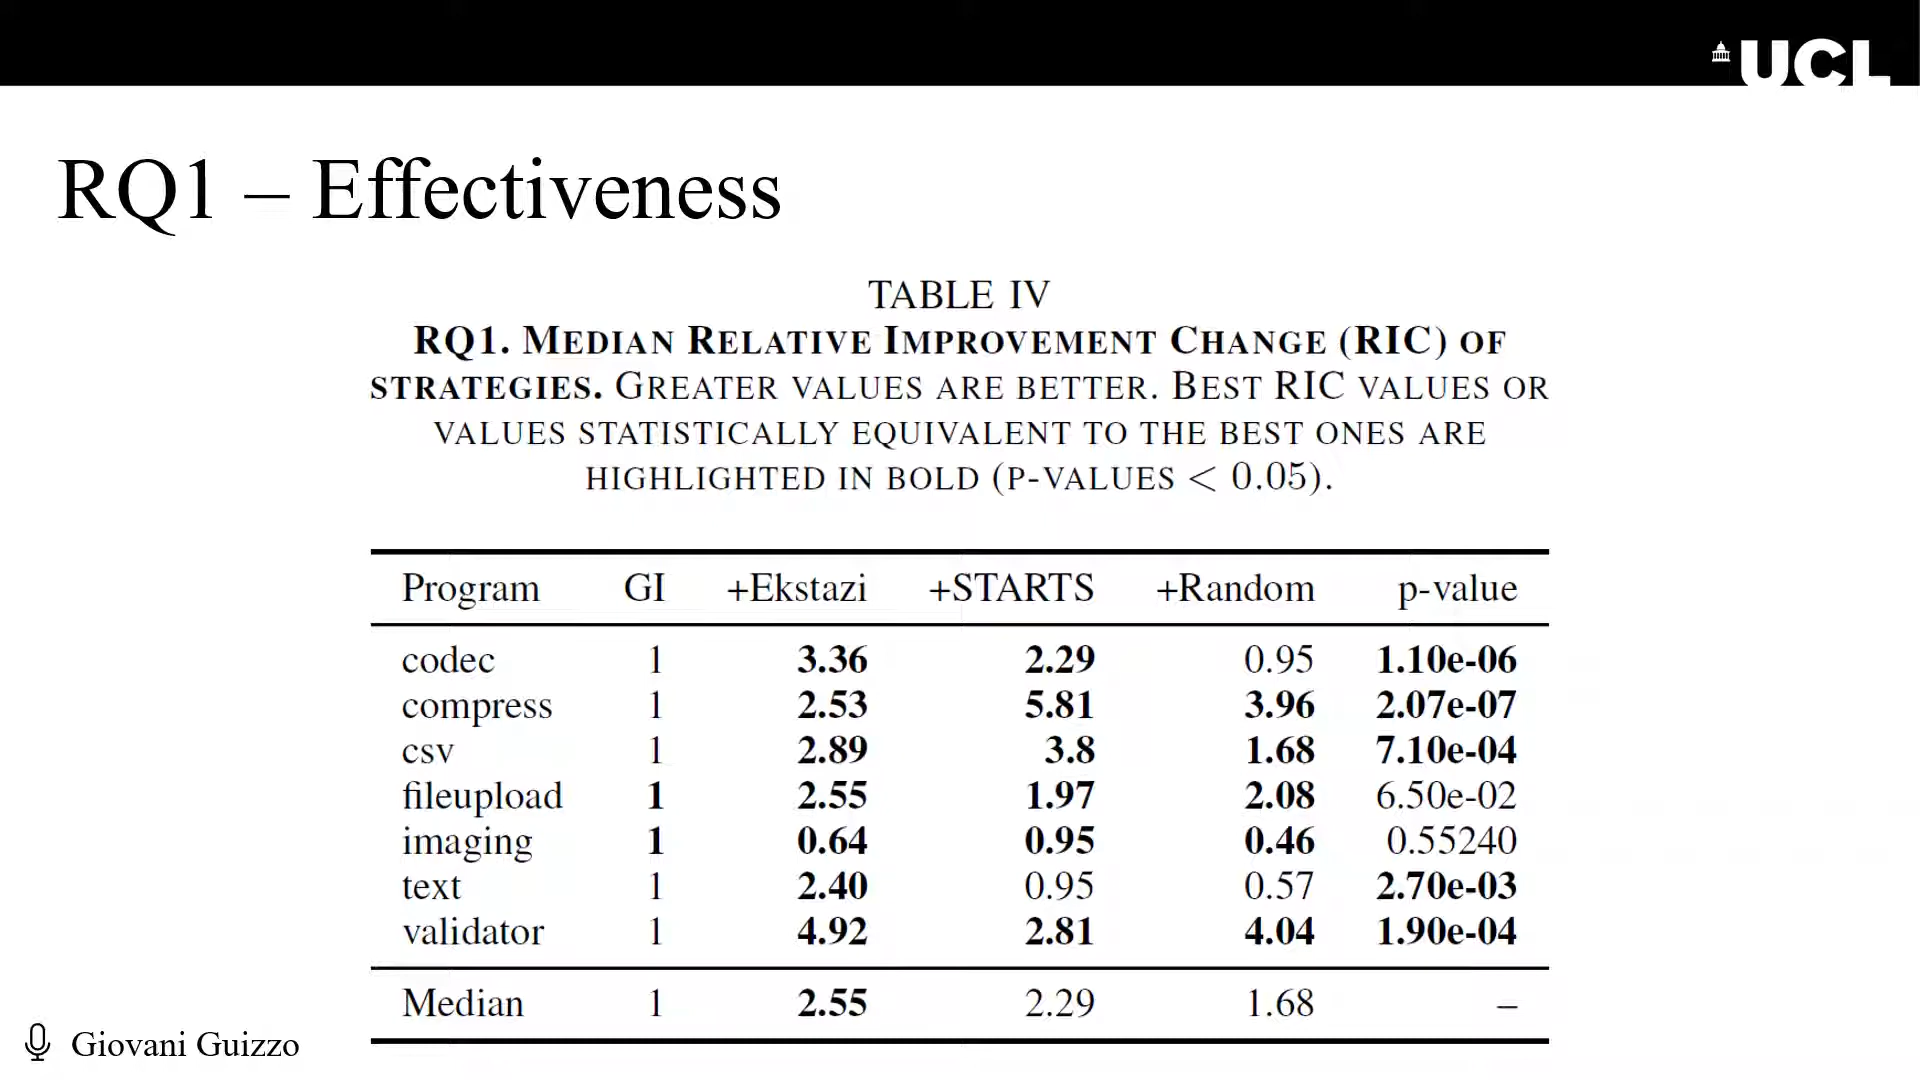 UCL
RQ1 – Effectiveness
TABLE IV
RQ1. MEDIAN RELATIVE IMPROVEMENT CHANGE (RIC) OF
STRATEGIES. GREATER VALUES ARE BETTER. BEST RIC VALUES OR
VALUES STATISTICALLY EQUIVALENT TO THE BEST ONES ARE
HIGHLIGHTED IN BOLD (P-VALUES < 0.05).
Program GI +Ekstazi +STARTS +Random p-value
codec 1 3.36 2.29 0.95 1.10e-06
compress 1 2.53 5.81 3.96 2.07e-07
csv 1 2.89 3.8 1.68 7.10e-04
fileupload 1 2.55 1.97 2.08 6.50e-02
imaging 1 0.64 0.95 0.46 0.55240
text 1 2.40 0.95 0.57 2.70e-03
validator 1 4.92 2.81 4.04 1.90e-04
Median 1 2.55 2.29 1.68 –
Giovani Guizzo